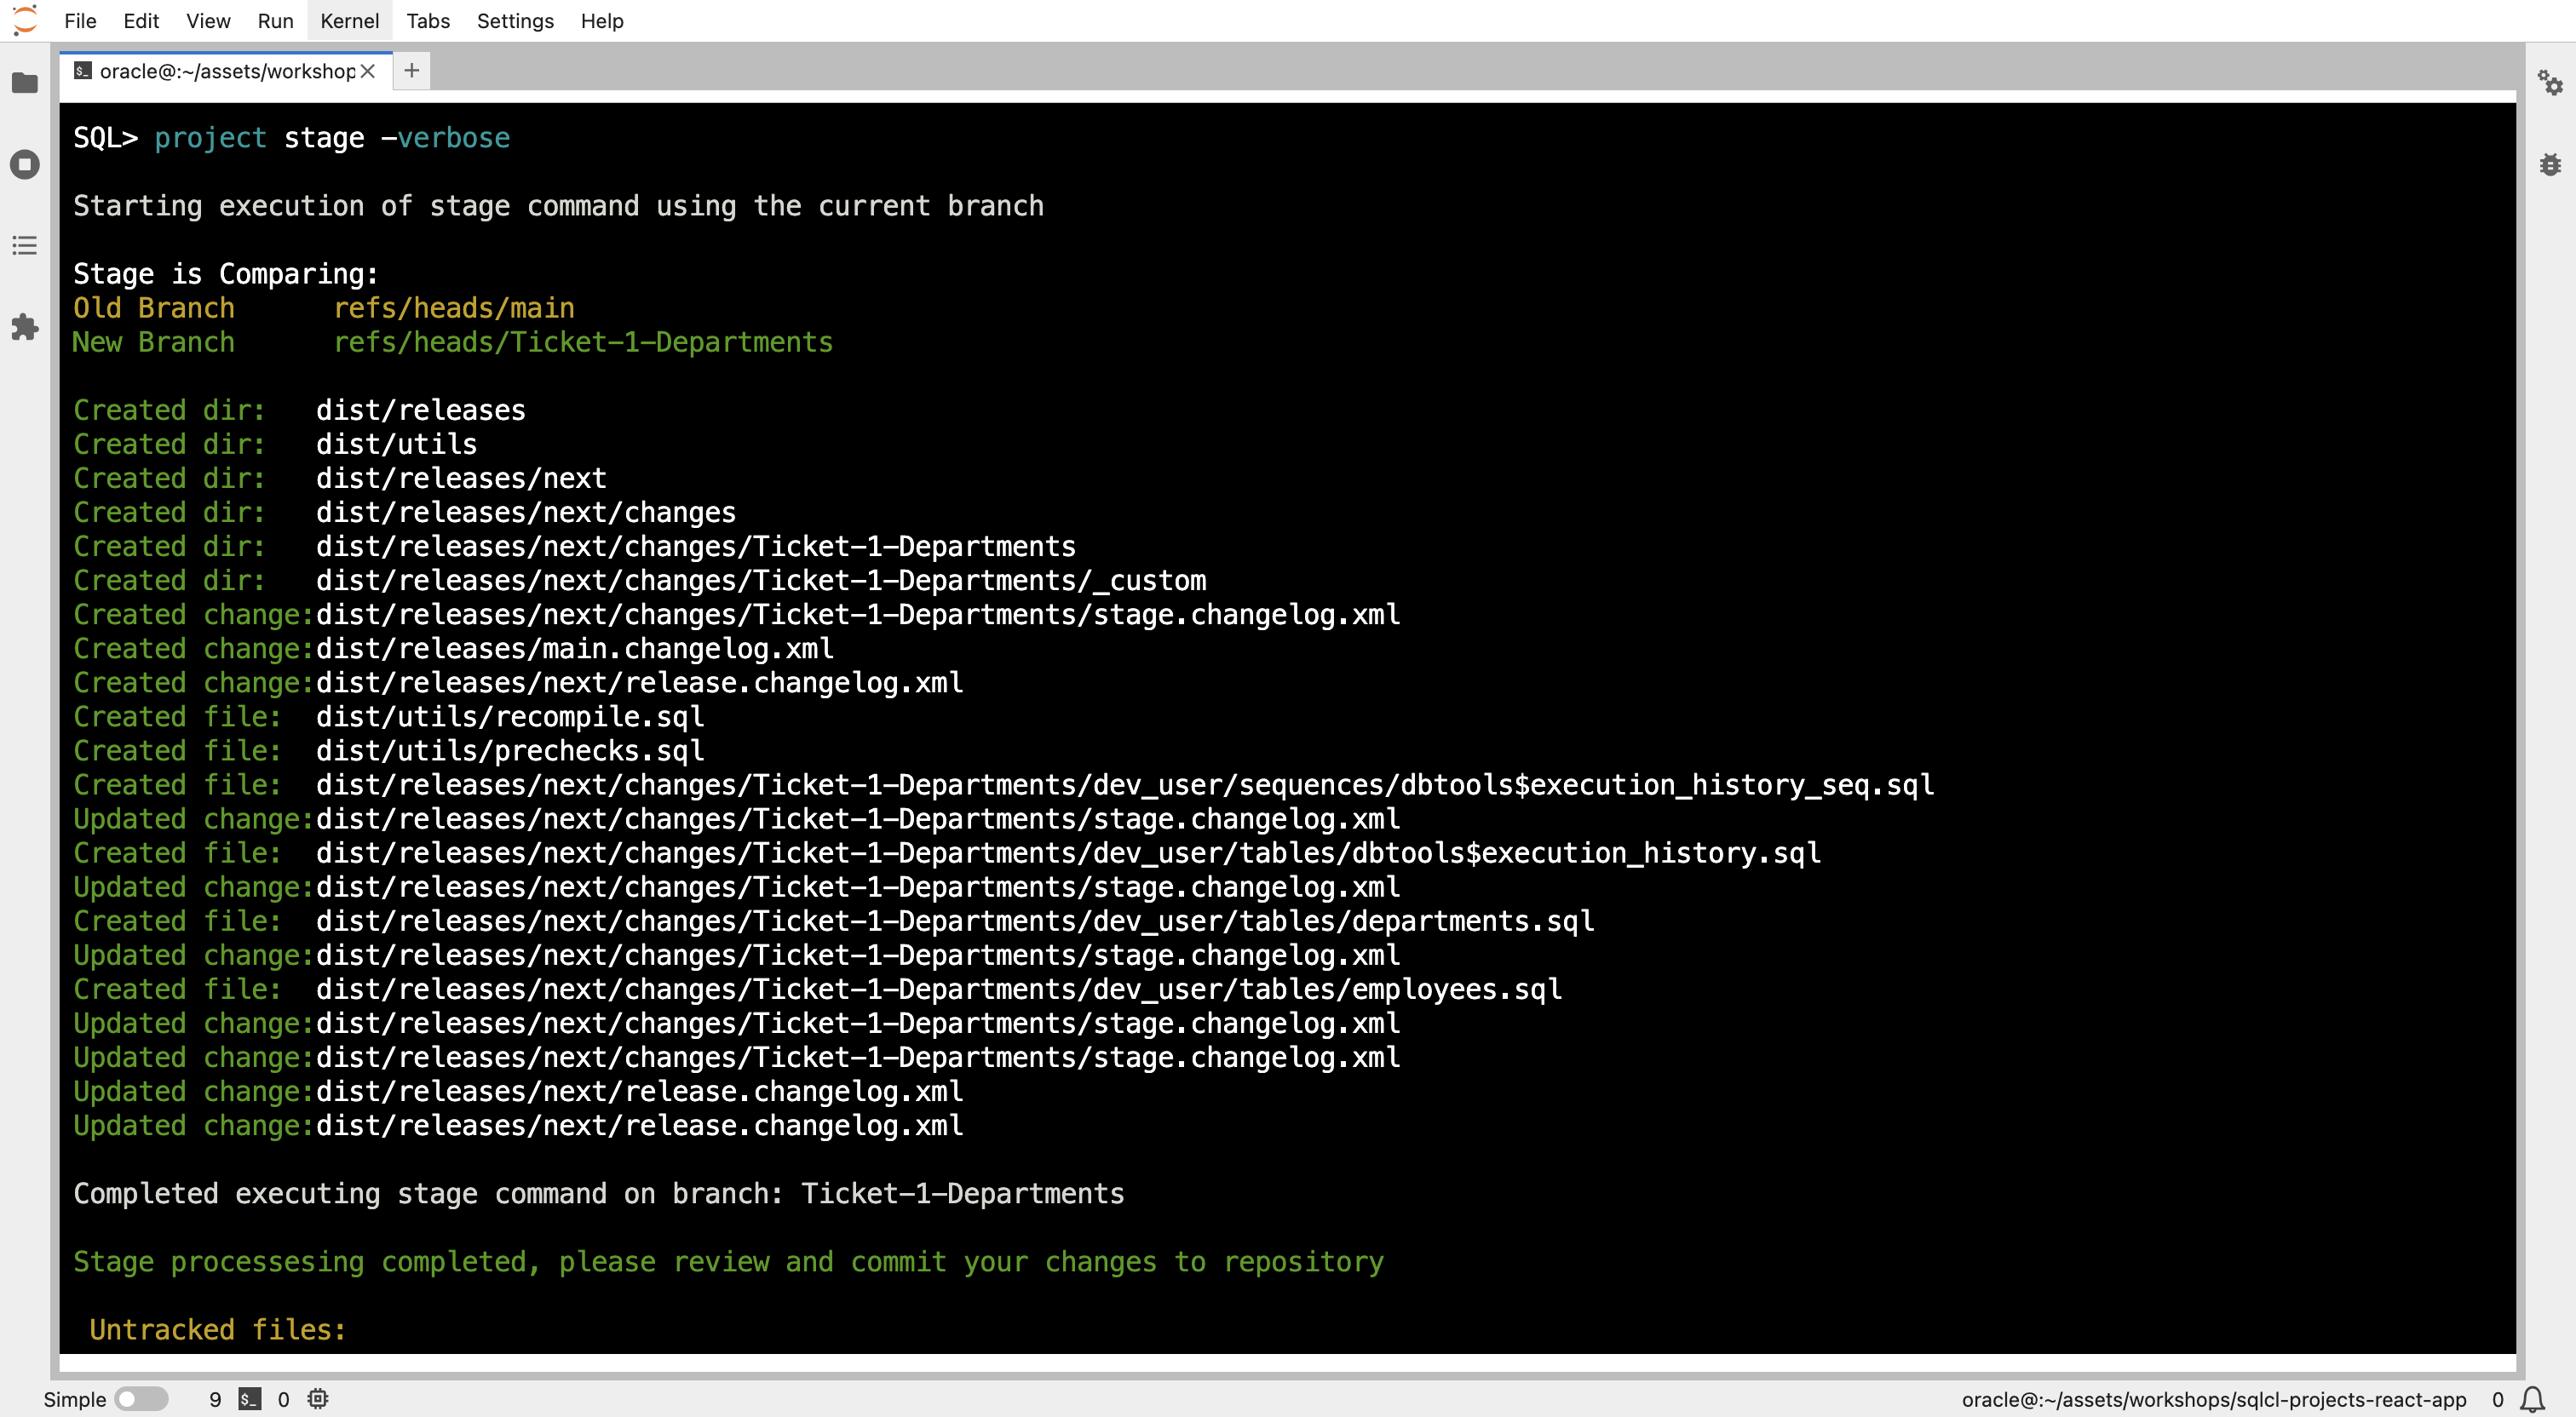 File Edit View Run Kernel Tabs Settings Help
oracle@:~/assets/workshop
SQL> project stage -verbose
Starting execution of stage command using the current branch
Stage is Comparing:
Old Branch refs/heads/main
New Branch refs/heads/Ticket-1-Departments
Created dir: dist/releases
Created dir: dist/utils
Created dir: dist/releases/next
Created dir: dist/releases/next/changes
Created dir: dist/releases/next/changes/Ticket-1-Departments
Created dir: dist/releases/next/changes/Ticket-1-Departments/_custom
Created change:dist/releases/next/changes/Ticket-1-Departments/stage.changelog.xml
Created change:dist/releases/main.changelog.xml
Created change:dist/releases/next/release.changelog.xml
Created file: dist/utils/recompile.sql
Created file: dist/utils/prechecks.sql
Created file: dist/releases/next/changes/Ticket-1-Departments/dev_user/sequences/dbtools$execution_history_seq.sql
Updated change:dist/releases/next/changes/Ticket-1-Departments/stage.changelog.xml
Created file: dist/releases/next/changes/Ticket-1-Departments/dev_user/tables/dbtools$execution_history.sql
Updated change:dist/releases/next/changes/Ticket-1-Departments/stage.changelog.xml
Created file: dist/releases/next/changes/Ticket-1-Departments/dev_user/tables/departments.sql
Updated change:dist/releases/next/changes/Ticket-1-Departments/stage.changelog.xml
Created file: dist/releases/next/changes/Ticket-1-Departments/dev_user/tables/employees.sql
Updated change:dist/releases/next/changes/Ticket-1-Departments/stage.changelog.xml
Updated change:dist/releases/next/changes/Ticket-1-Departments/stage.changelog.xml
Updated change:dist/releases/next/release.changelog.xml
Updated change:dist/releases/next/release.changelog.xml
Completed executing stage command on branch: Ticket-1-Departments
Stage processesing completed, please review and commit your changes to repository
Untracked files:
Simple 9 $_ 0 oracle@:~/assets/workshops/sqlcl-projects-react-app 0